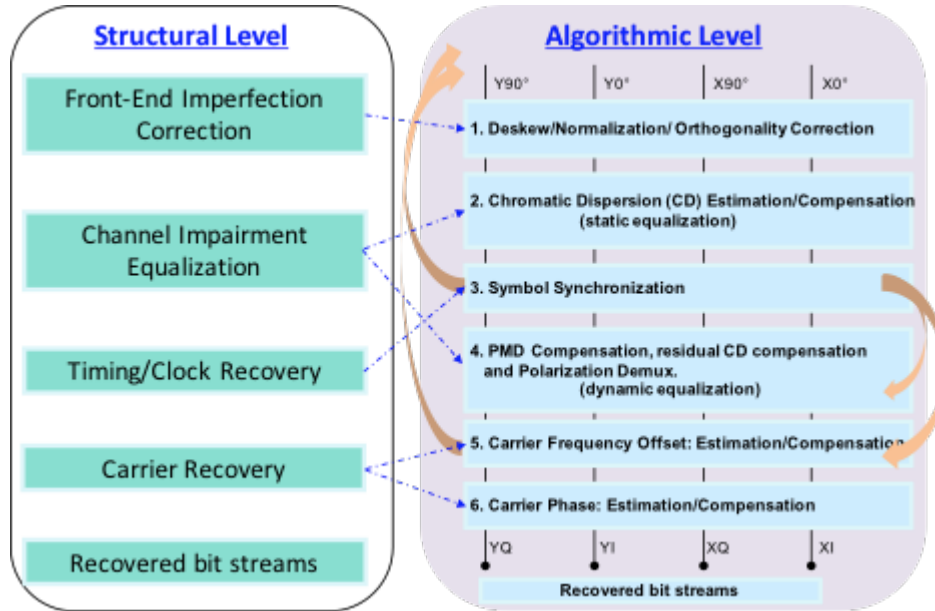 Structural Level
Front-End Imperfection
Correction
Channel Impairment
Equalization
Timing/Clock Recovery
Carrier Recovery
Recovered bit streams
Algorithmic Level
Y90° Y0° X90° X0°
1. Deskew/Normalization/ Orthogonality Correction
2. Chromatic Dispersion (CD) Estimation/Compensation
(static equalization)
3. Symbol Synchronization
4. PMD Compensation, residual CD compensation
and Polarization Demux.
(dynamic equalization)
5. Carrier Frequency Offset: Estimation/Compensation
6. Carrier Phase: Estimation/Compensation
YQ YI XQ XI
Recovered bit streams